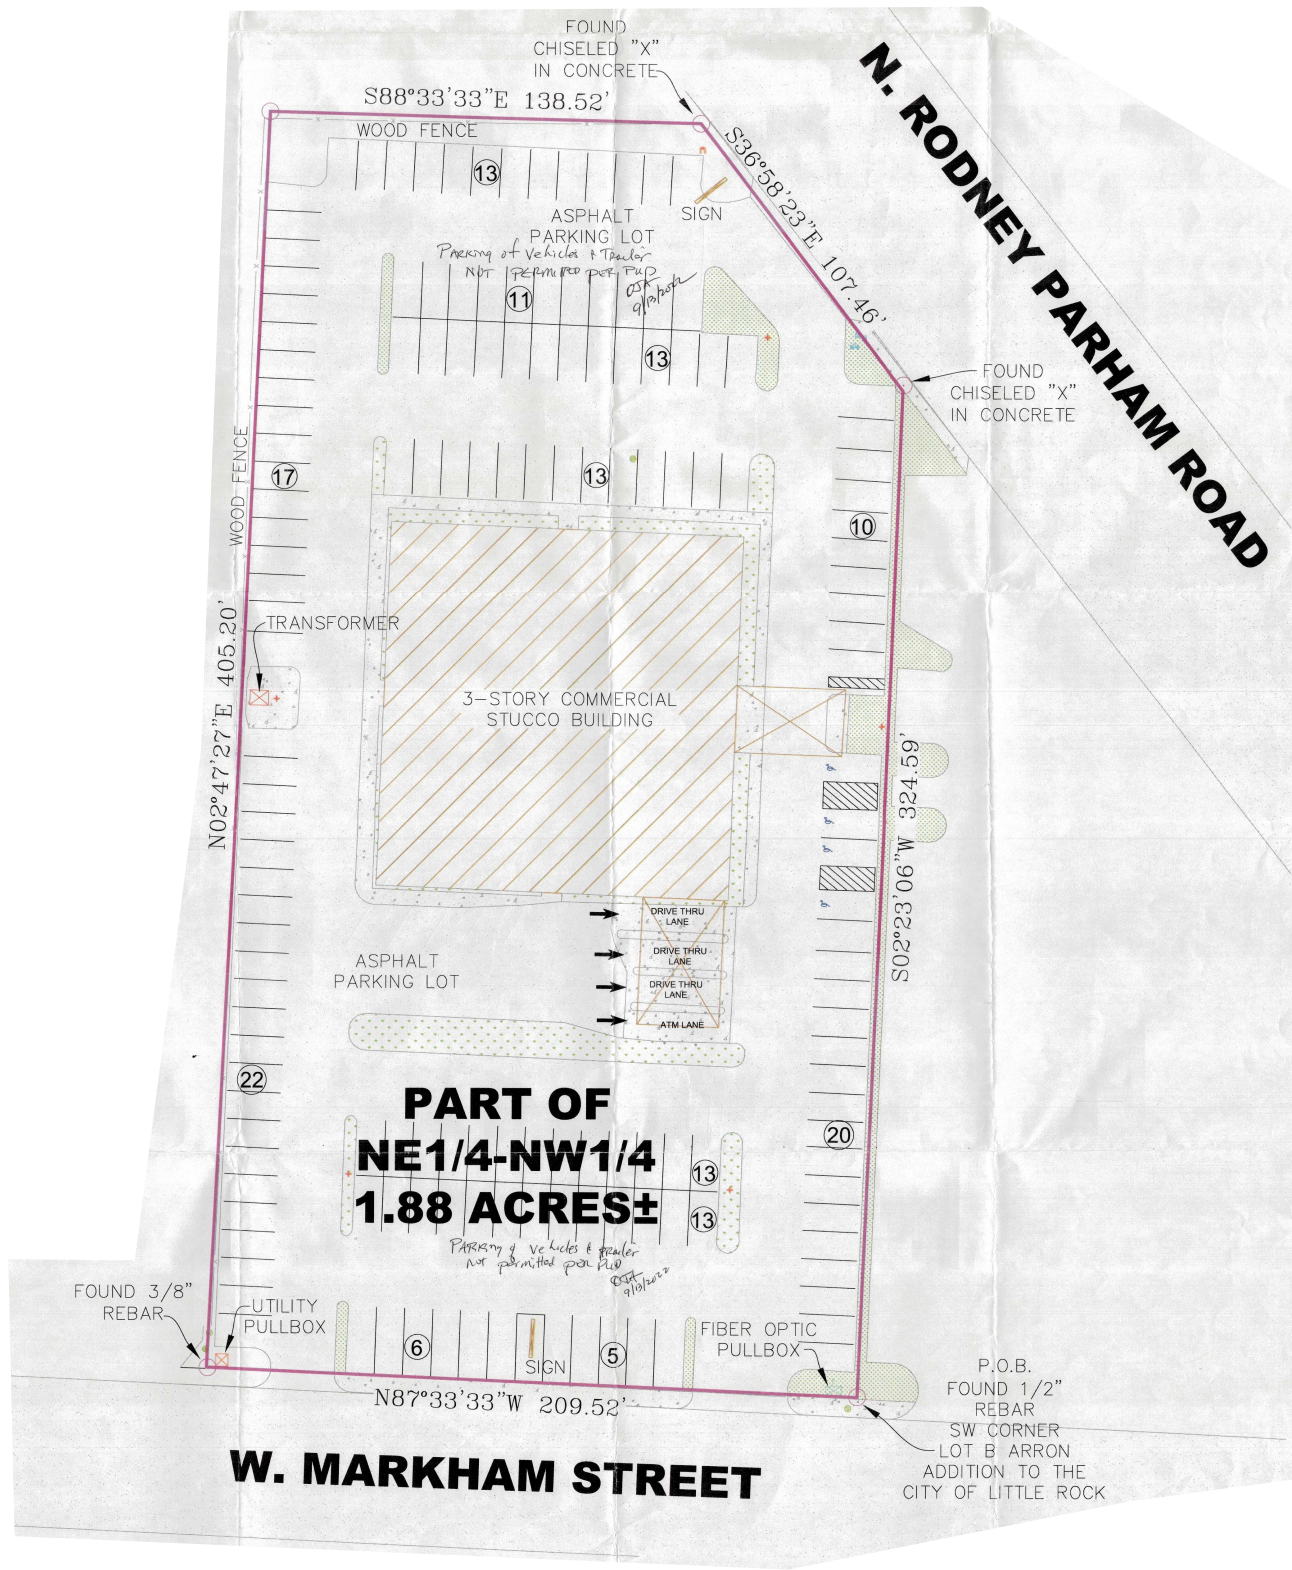 FOUND
CHISELED "X"
IN CONCRETE
S88°33'33"E 138.52'
WOOD FENCE
13
SIGN
S36°58'23"E 107.46'
N. RODNEY PARHAM ROAD
ASPHALT
PARKING LOT
Parking of Vehicles & Trailer
NOT PERMITTED PER PUD
9/13/2022
11
13
FOUND
CHISELED "X"
IN CONCRETE
WOOD FENCE
17
13
10
TRANSFORMER
N02°47'27"E 405.20'
3-STORY COMMERCIAL
STUCCO BUILDING
S02°23'06"W 324.59'
DRIVE THRU
LANE
DRIVE THRU
LANE
DRIVE THRU
LANE
ATM LANE
ASPHALT
PARKING LOT
22
PART OF
NE1/4-NW1/4
1.88 ACRES±
13
13
20
Parking of Vehicles & Trailer
Not permitted per PUD
9/13/2022
FOUND 3/8"
REBAR
UTILITY
PULLBOX
6
SIGN
5
FIBER OPTIC
PULLBOX
N87°33'33"W 209.52'
P.O.B.
FOUND 1/2"
REBAR
SW CORNER
LOT B ARRON
ADDITION TO THE
CITY OF LITTLE ROCK
W. MARKHAM STREET